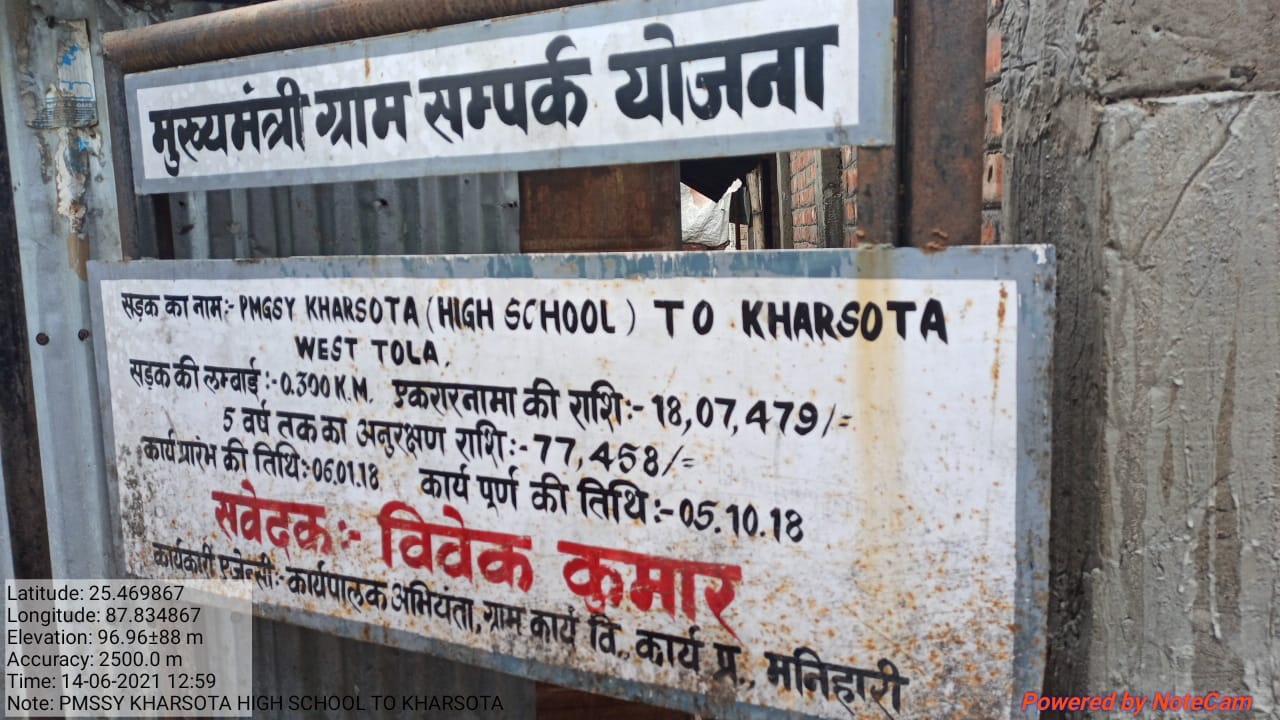 मुख्यमंत्री ग्राम सम्पर्क योजना
सड़क का नाम:- PMGSY KHARSOTA (HIGH SCHOOL) TO KHARSOTA
WEST TOLA.
सड़क की लम्बाई :- 0.300 K.M. एकरारनामा की राशि:- 18,07,479/=
5 वर्ष तक का अनुरक्षण राशि:- 77,458/=
कार्य प्रारंभ की तिथि:- 06.01.18 कार्य पूर्ण की तिथि:- 05.10.18
सवेदक:- विवेक कुमार
कार्यकारी एजेन्सी:- कार्यपालक अभियंता, ग्राम कार्य वि., कार्य प्र., मनिहारी
Latitude: 25.469867
Longitude: 87.834867
Elevation: 96.96±88 m
Accuracy: 2500.0 m
Time: 14-06-2021 12:59
Note: PMSSY KHARSOTA HIGH SCHOOL TO KHARSOTA
Powered by NoteCam